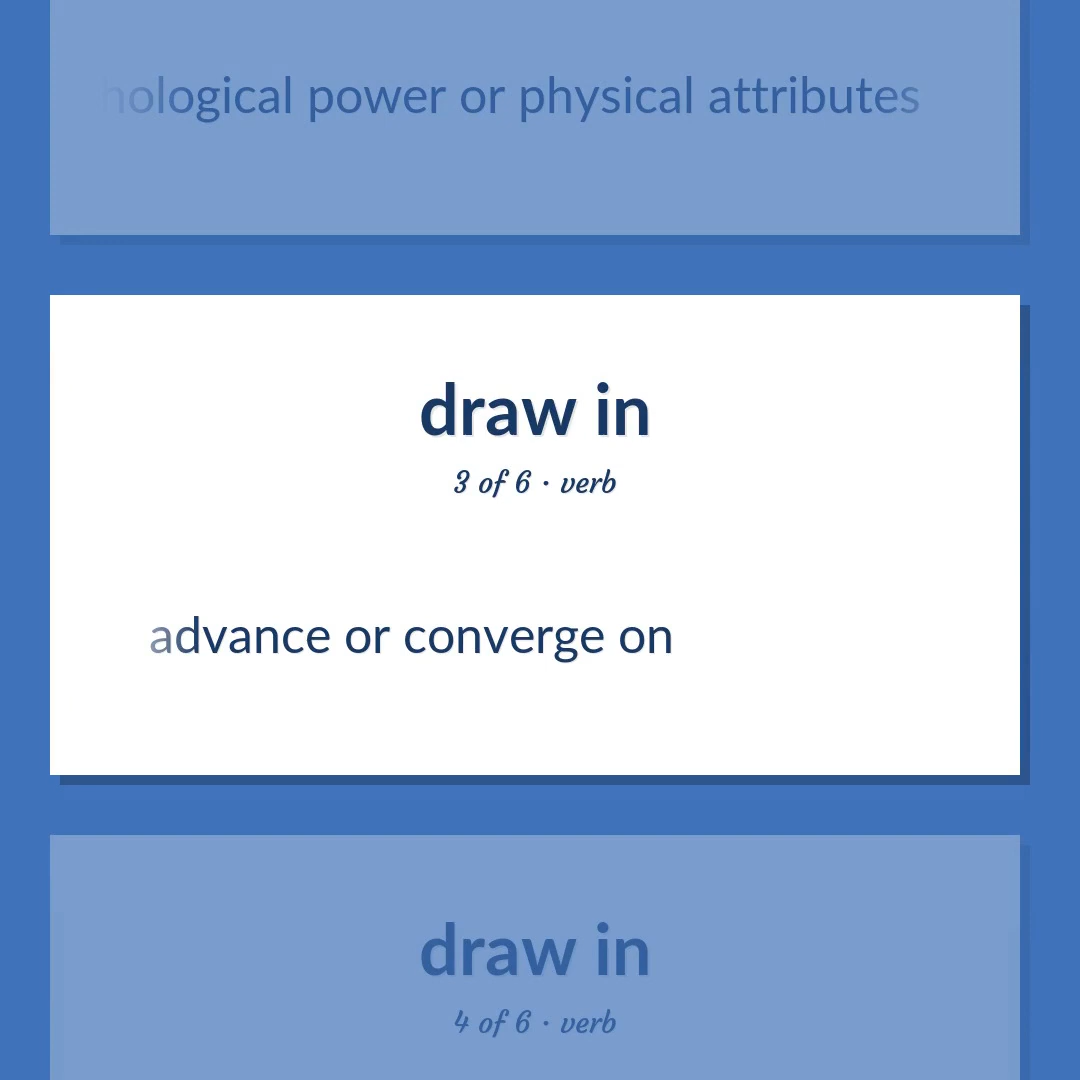 hological power or physical attributes
draw in
3 of 6 · verb
advance or converge on
draw in
4 of 6 · verb